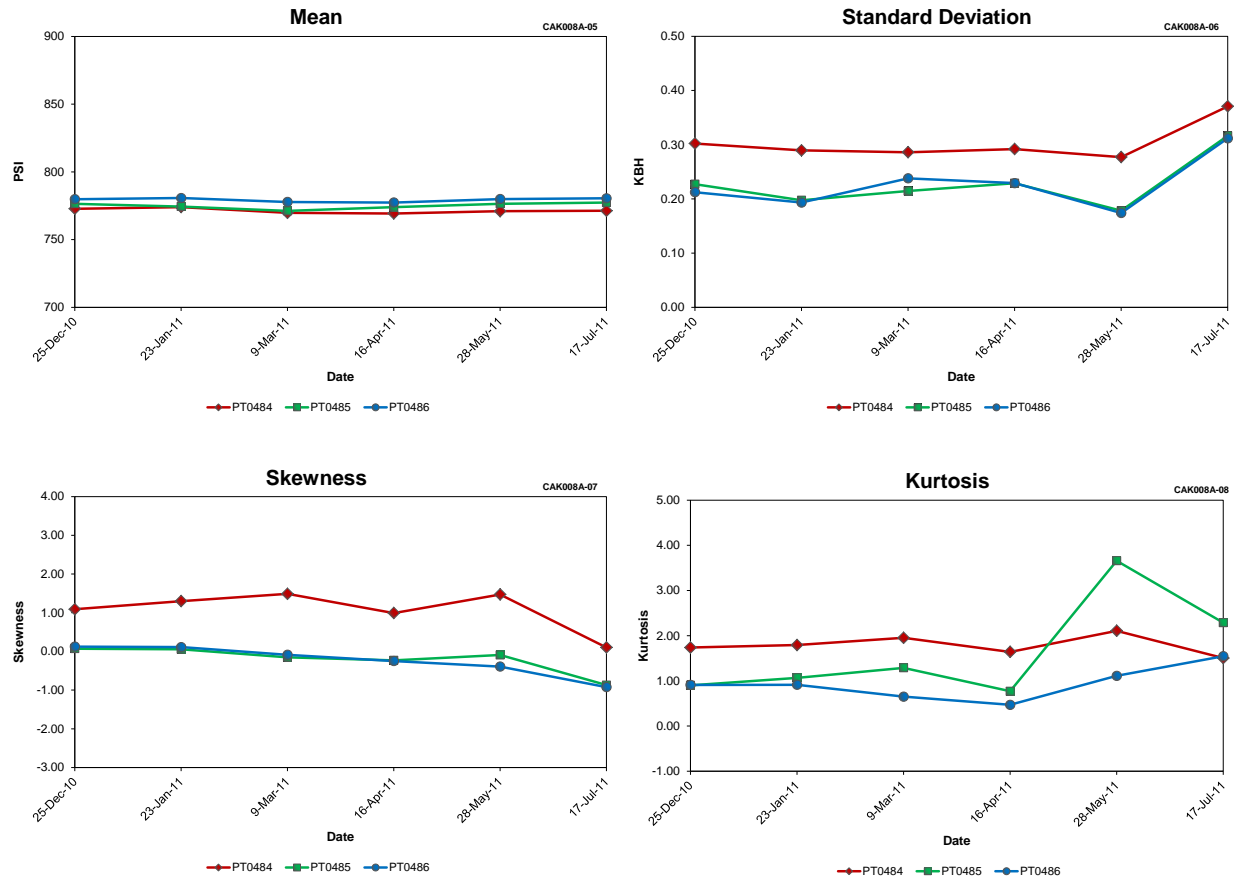 Mean
CAK008A-05
900
850
800
750
700
PSI
25-Dec-10
23-Jan-11
9-Mar-11
16-Apr-11
28-May-11
17-Jul-11
Date
PT0484 PT0485 PT0486
Standard Deviation
CAK008A-06
0.50
0.40
0.30
0.20
0.10
0.00
KBH
25-Dec-10
23-Jan-11
9-Mar-11
16-Apr-11
28-May-11
17-Jul-11
Date
PT0484 PT0485 PT0486
Skewness
CAK008A-07
4.00
3.00
2.00
1.00
0.00
-1.00
-2.00
-3.00
Skewness
25-Dec-10
23-Jan-11
9-Mar-11
16-Apr-11
28-May-11
17-Jul-11
Date
PT0484 PT0485 PT0486
Kurtosis
CAK008A-08
5.00
4.00
3.00
2.00
1.00
0.00
-1.00
Kurtosis
25-Dec-10
23-Jan-11
9-Mar-11
16-Apr-11
28-May-11
17-Jul-11
Date
PT0484 PT0485 PT0486